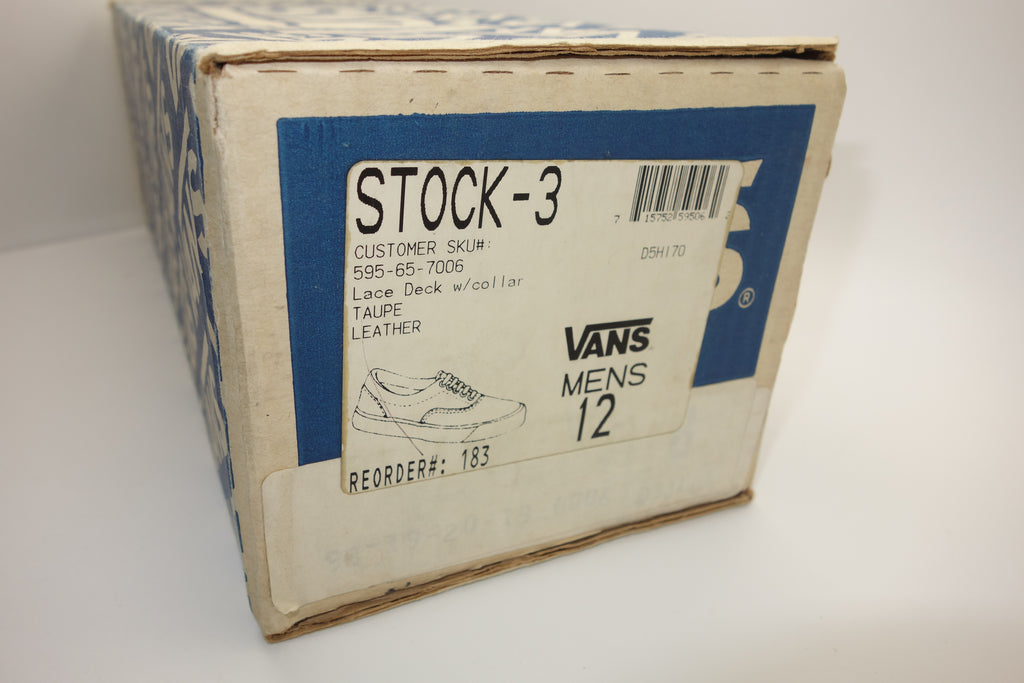 STOCK-3
7 15752 59506 3
CUSTOMER SKU#:
595-65-7006
D5H170
Lace Deck w/collar
TAUPE
LEATHER
VANS
MENS
12
REORDER#: 183
S
®